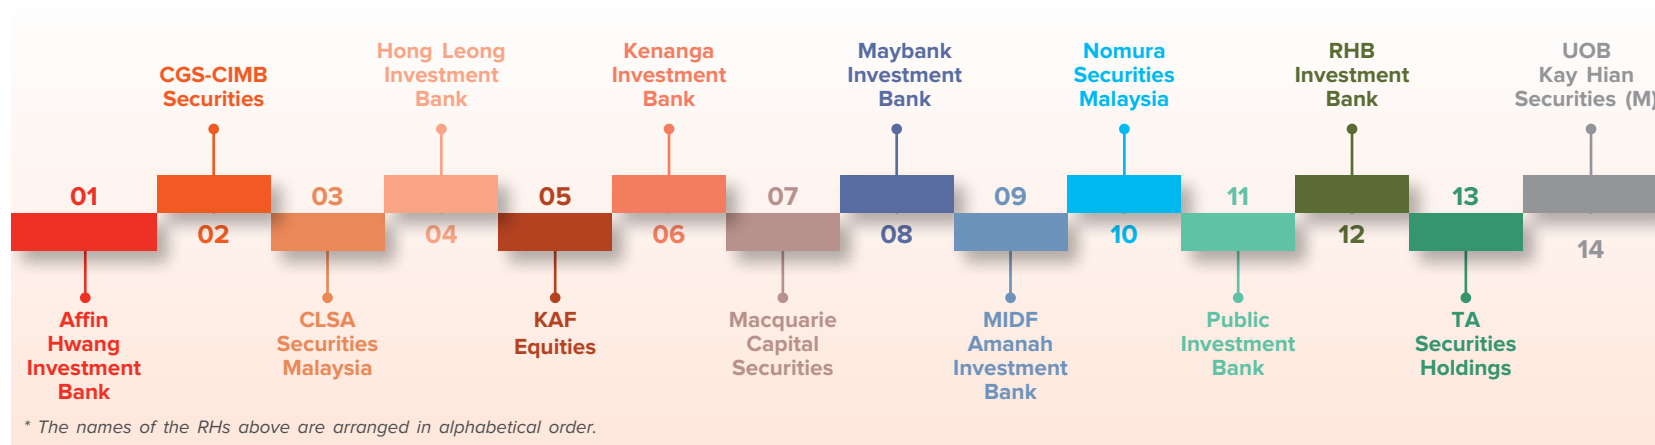 01
Affin
Hwang
Investment
Bank
CGS-CIMB
Securities
02
03
CLSA
Securities
Malaysia
Hong Leong
Investment
Bank
04
05
KAF
Equities
Kenanga
Investment
Bank
06
07
Macquarie
Capital
Securities
Maybank
Investment
Bank
08
09
MIDF
Amanah
Investment
Bank
Nomura
Securities
Malaysia
10
11
Public
Investment
Bank
RHB
Investment
Bank
12
13
TA
Securities
Holdings
UOB
Kay Hian
Securities (M)
14
* The names of the RHs above are arranged in alphabetical order.